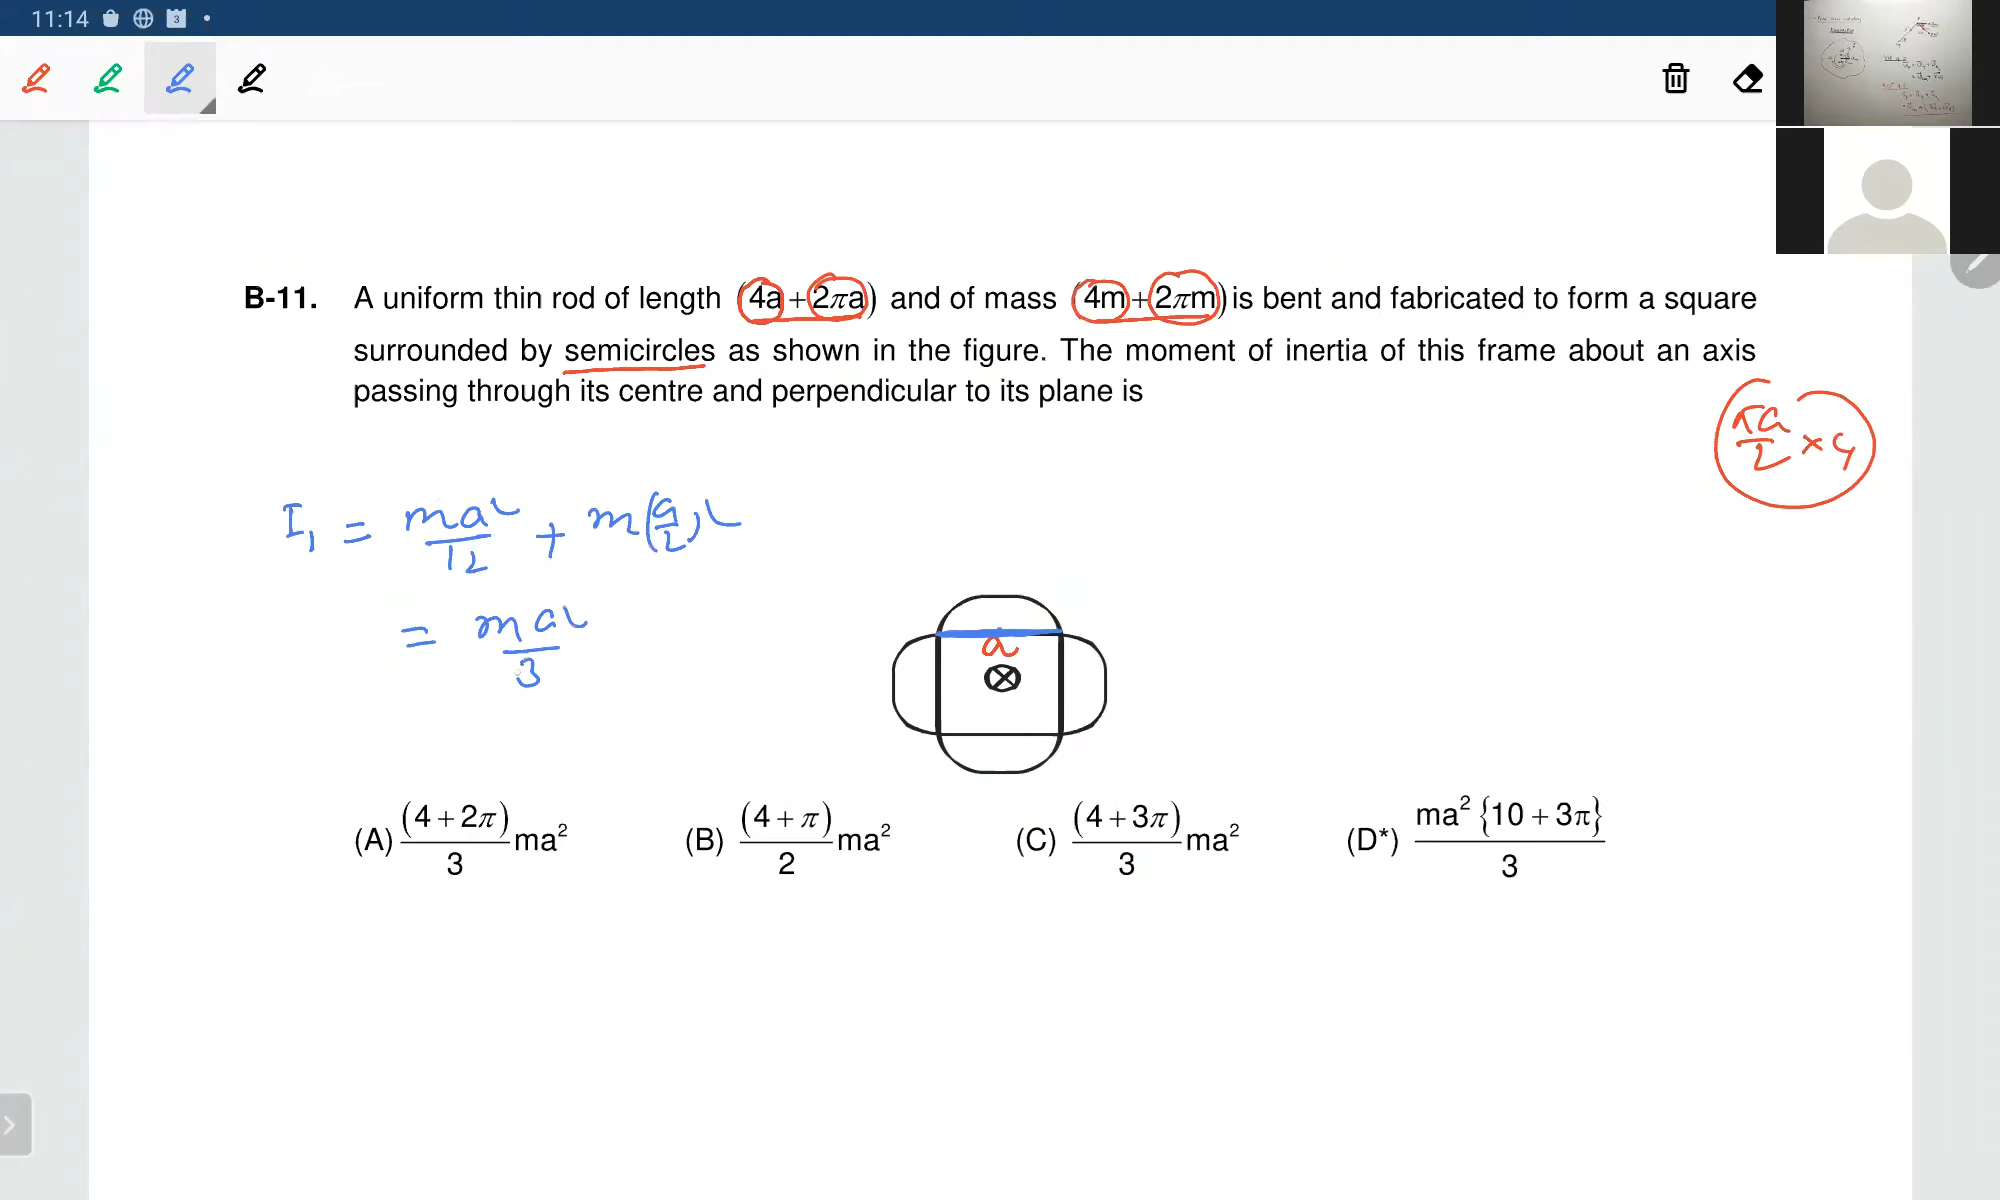 11:14
3
B-11. A uniform thin rod of length (4a+2πa) and of mass (4m+2πm) is bent and fabricated to form a square
surrounded by semicircles as shown in the figure. The moment of inertia of this frame about an axis
passing through its centre and perpendicular to its plane is
πa/2 × 4
I₁ = ma²/12 + m(a/2)²
= ma²/3
a
(A) (4+2π)/3 ma² (B) (4+π)/2 ma² (C) (4+3π)/3 ma² (D*) ma² {10+3π}/3